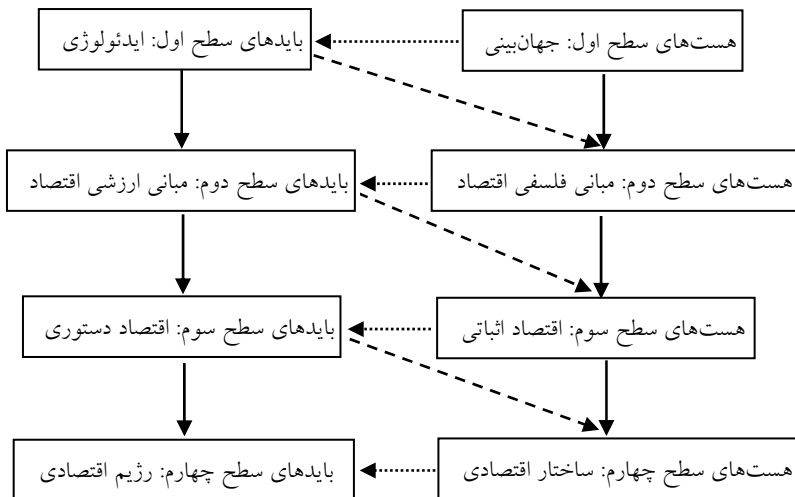 هست‌های سطح اول: جهان‌بینی
بایدهای سطح اول: ایدئولوژی
هست‌های سطح دوم: مبانی فلسفی اقتصاد
بایدهای سطح دوم: مبانی ارزشی اقتصاد
هست‌های سطح سوم: اقتصاد اثباتی
بایدهای سطح سوم: اقتصاد دستوری
هست‌های سطح چهارم: ساختار اقتصادی
بایدهای سطح چهارم: رژیم اقتصادی